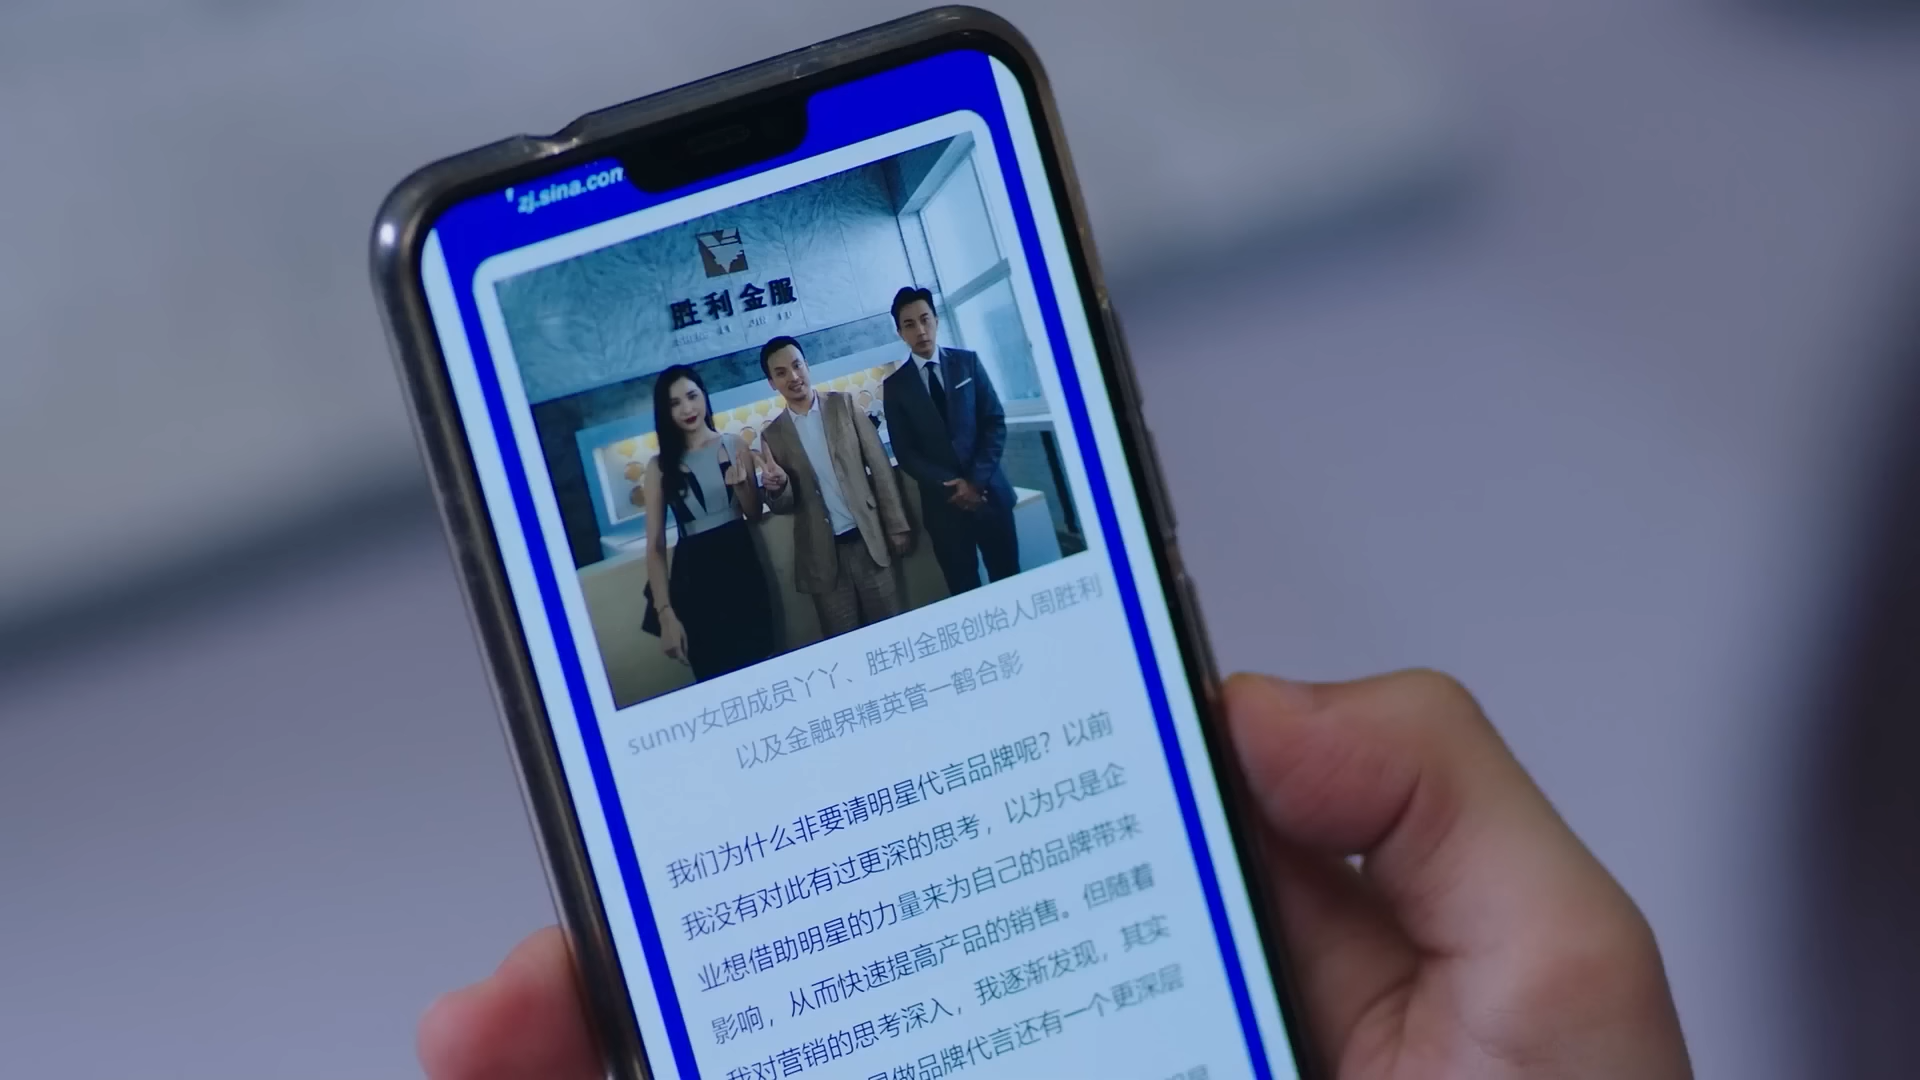 zj.sina.com
胜利金服
sunny女团成员丫丫、胜利金服创始人周胜利
以及金融界精英管一鹤合影
我们为什么非要请明星代言品牌呢？以前
我没有对此有过更深的思考，以为只是企
业想借助明星的力量来为自己的品牌带来
影响，从而快速提高产品的销售。但随着
我对营销的思考深入，我逐渐发现，其实
做品牌代言还有一个更深层